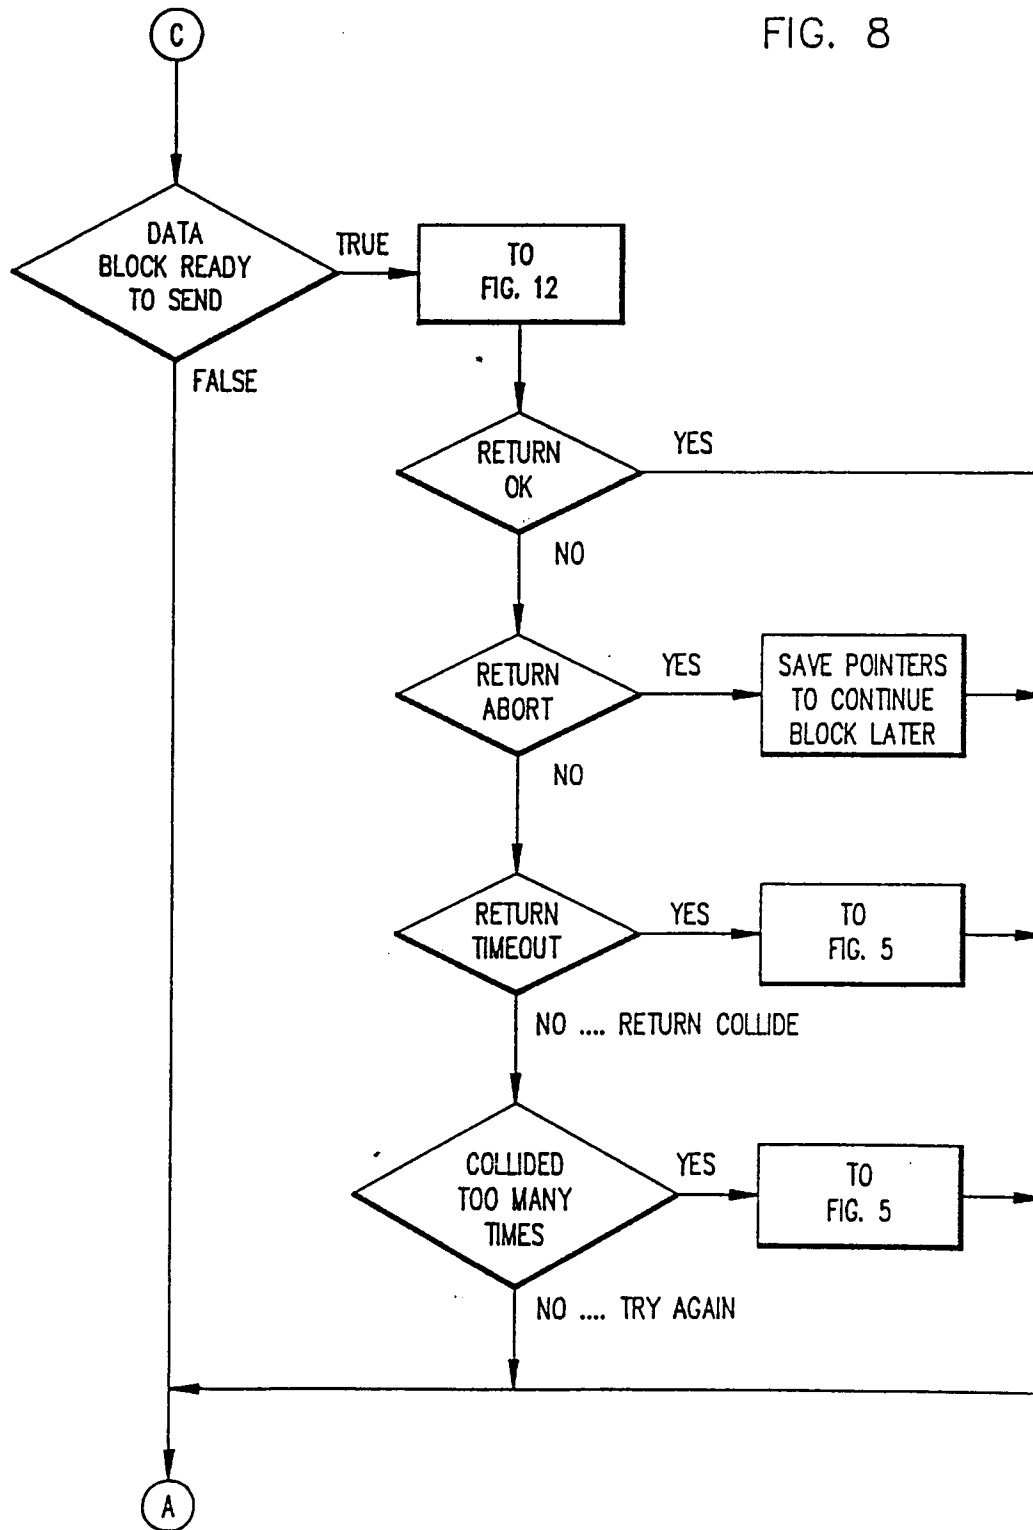 FIG. 8
C
DATA
BLOCK READY
TO SEND
TRUE
TO
FIG. 12
FALSE
RETURN
OK
YES
NO
RETURN
ABORT
YES
SAVE POINTERS
TO CONTINUE
BLOCK LATER
NO
RETURN
TIMEOUT
YES
TO
FIG. 5
NO .... RETURN COLLIDE
COLLIDED
TOO MANY
TIMES
YES
TO
FIG. 5
NO .... TRY AGAIN
A